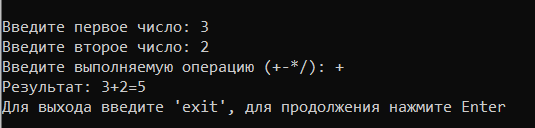 Введите первое число: 3
Введите второе число: 2
Введите выполняемую операцию (+-*/): +
Результат: 3+2=5
Для выхода введите 'exit', для продолжения нажмите Enter